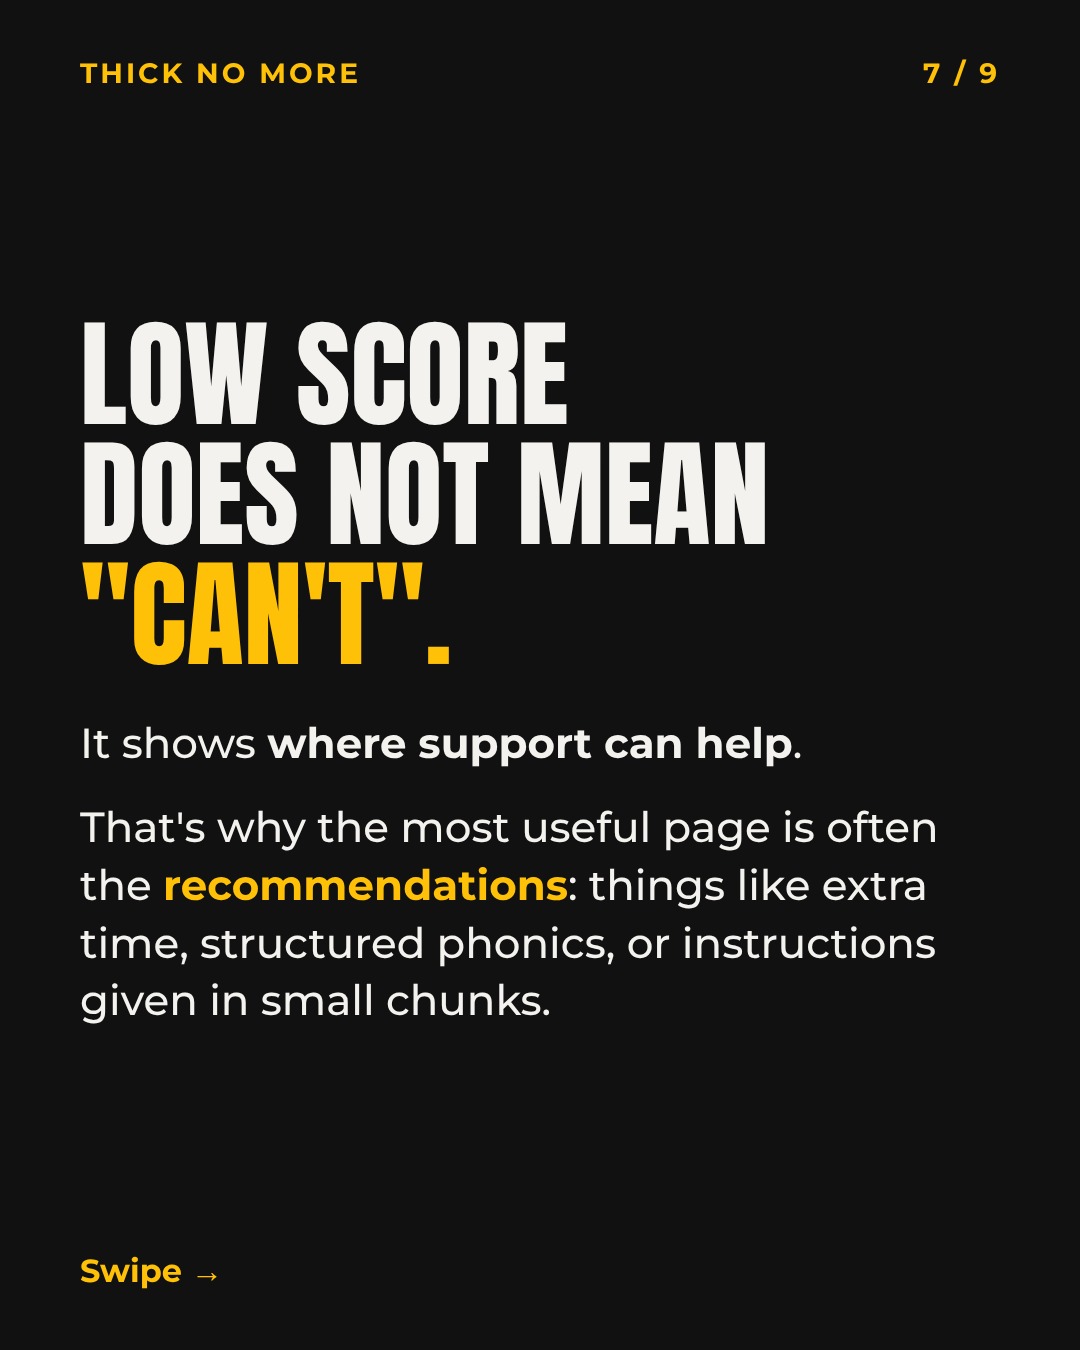 THICK NO MORE
7 / 9
LOW SCORE
DOES NOT MEAN
"CAN'T".
It shows where support can help.
That's why the most useful page is often
the recommendations: things like extra
time, structured phonics, or instructions
given in small chunks.
Swipe →